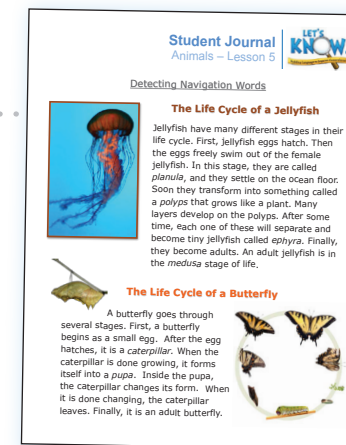 Student Journal
Animals – Lesson 5
LET'S
KNOW!
Detecting Navigation Words
The Life Cycle of a Jellyfish
Jellyfish have many different stages in their
life cycle. First, jellyfish eggs hatch. Then
the eggs freely swim out of the female
jellyfish. In this stage, they are called
planula, and they settle on the ocean floor.
Soon they transform into something called
a polyps that grows like a plant. Many
layers develop on the polyps. After some
time, each one of these will separate and
become tiny jellyfish called ephyra. Finally,
they become adults. An adult jellyfish is in
the medusa stage of life.
The Life Cycle of a Butterfly
A butterfly goes through
several stages. First, a butterfly
begins as a small egg. After the egg
hatches, it is a caterpillar. When the
caterpillar is done growing, it forms
itself into a pupa. Inside the pupa,
the caterpillar changes its form. When
it is done changing, the caterpillar
leaves. Finally, it is an adult butterfly.